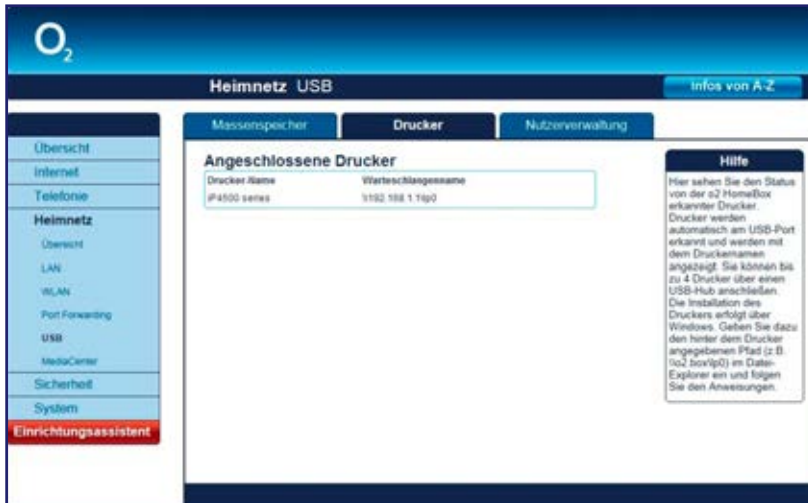 O2
Heimnetz USB
Infos von A-Z
Massenspeicher
Drucker
Nutzerverwaltung
Übersicht
Internet
Telefonie
Heimnetz
Übersicht
LAN
WLAN
Port Forwarding
USB
MediaCenter
Sicherheit
System
Einrichtungsassistent
Angeschlossene Drucker
Drucker Name Warteschlangenname
iP4500 series \\192.168.1.1\lp0
Hilfe
Hier sehen Sie den Status
von der o2 HomeBox
erkannter Drucker.
Drucker werden
automatisch am USB-Port
erkannt und werden mit
dem Druckernamen
angezeigt. Sie können bis
zu 4 Drucker über einen
USB-Hub anschließen.
Die Installation des
Druckers erfolgt über
Windows. Geben Sie dazu
den hinter dem Drucker
angegebenen Pfad (z.B.
\\o2.box\lp0) im Datei-
Explorer ein und folgen
Sie den Anweisungen.